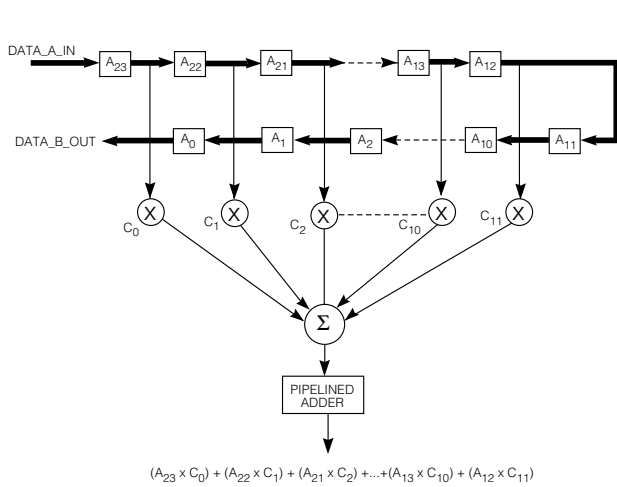 DATA_A_IN
A23 A22 A21 A13 A12
DATA_B_OUT A0 A1 A2 A10 A11
X X X X X
C0 C1 C2 C10 C11
Σ
PIPELINED
ADDER
(A23 x C0) + (A22 x C1) + (A21 x C2) +...+(A13 x C10) + (A12 x C11)